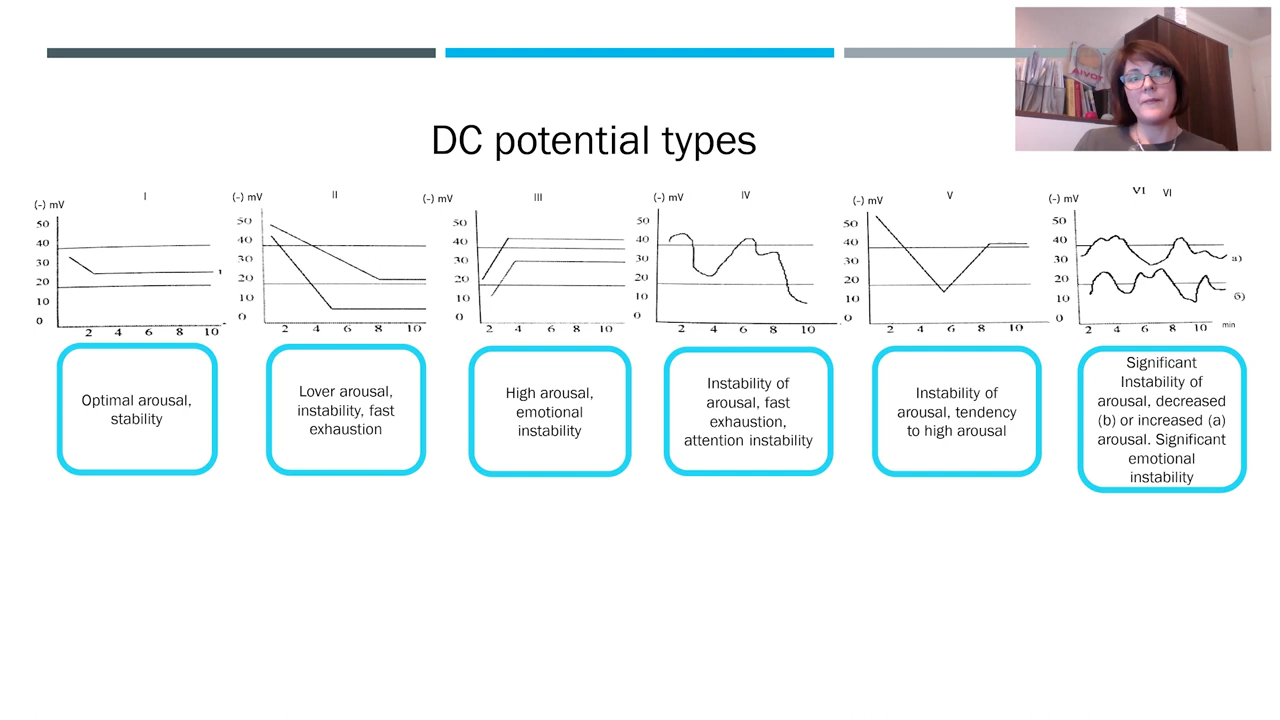 AIVOT
DC potential types
(-) mV
I
50
40
30
20
10
0
2 4 6 8 10
(-) mV
II
50
40
30
20
10
0
2 4 6 8 10
(-) mV
III
50
40
30
20
10
0
2 4 6 8 10
(-) mV
IV
50
40
30
20
10
0
2 4 6 8 10
(-) mV
V
50
40
30
20
10
0
2 4 6 8 10
(-) mV
VI VI
50
40
30
20
10
0
a)
б)
2 4 6 8 10 min
Optimal arousal,
stability
Lover arousal,
instability, fast
exhaustion
High arousal,
emotional
instability
Instability of
arousal, fast
exhaustion,
attention instability
Instability of
arousal, tendency
to high arousal
Significant
Instability of
arousal, decreased
(b) or increased (a)
arousal. Significant
emotional
instability